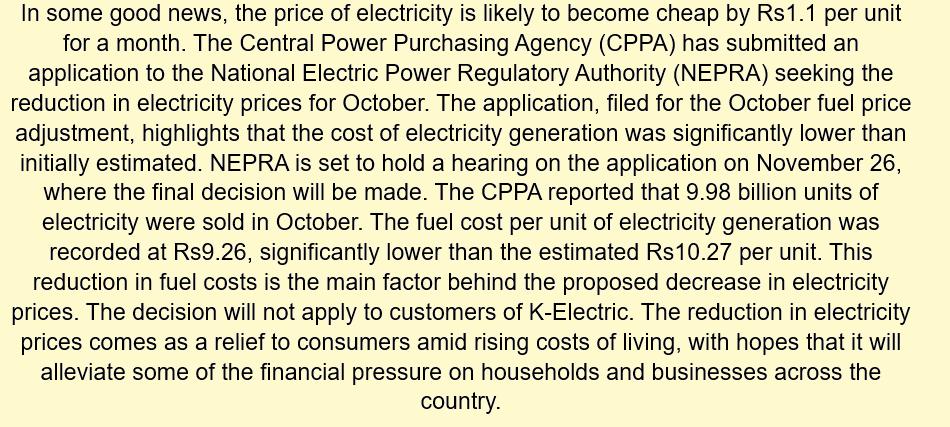 In some good news, the price of electricity is likely to become cheap by Rs1.1 per unit
for a month. The Central Power Purchasing Agency (CPPA) has submitted an
application to the National Electric Power Regulatory Authority (NEPRA) seeking the
reduction in electricity prices for October. The application, filed for the October fuel price
adjustment, highlights that the cost of electricity generation was significantly lower than
initially estimated. NEPRA is set to hold a hearing on the application on November 26,
where the final decision will be made. The CPPA reported that 9.98 billion units of
electricity were sold in October. The fuel cost per unit of electricity generation was
recorded at Rs9.26, significantly lower than the estimated Rs10.27 per unit. This
reduction in fuel costs is the main factor behind the proposed decrease in electricity
prices. The decision will not apply to customers of K-Electric. The reduction in electricity
prices comes as a relief to consumers amid rising costs of living, with hopes that it will
alleviate some of the financial pressure on households and businesses across the
country.